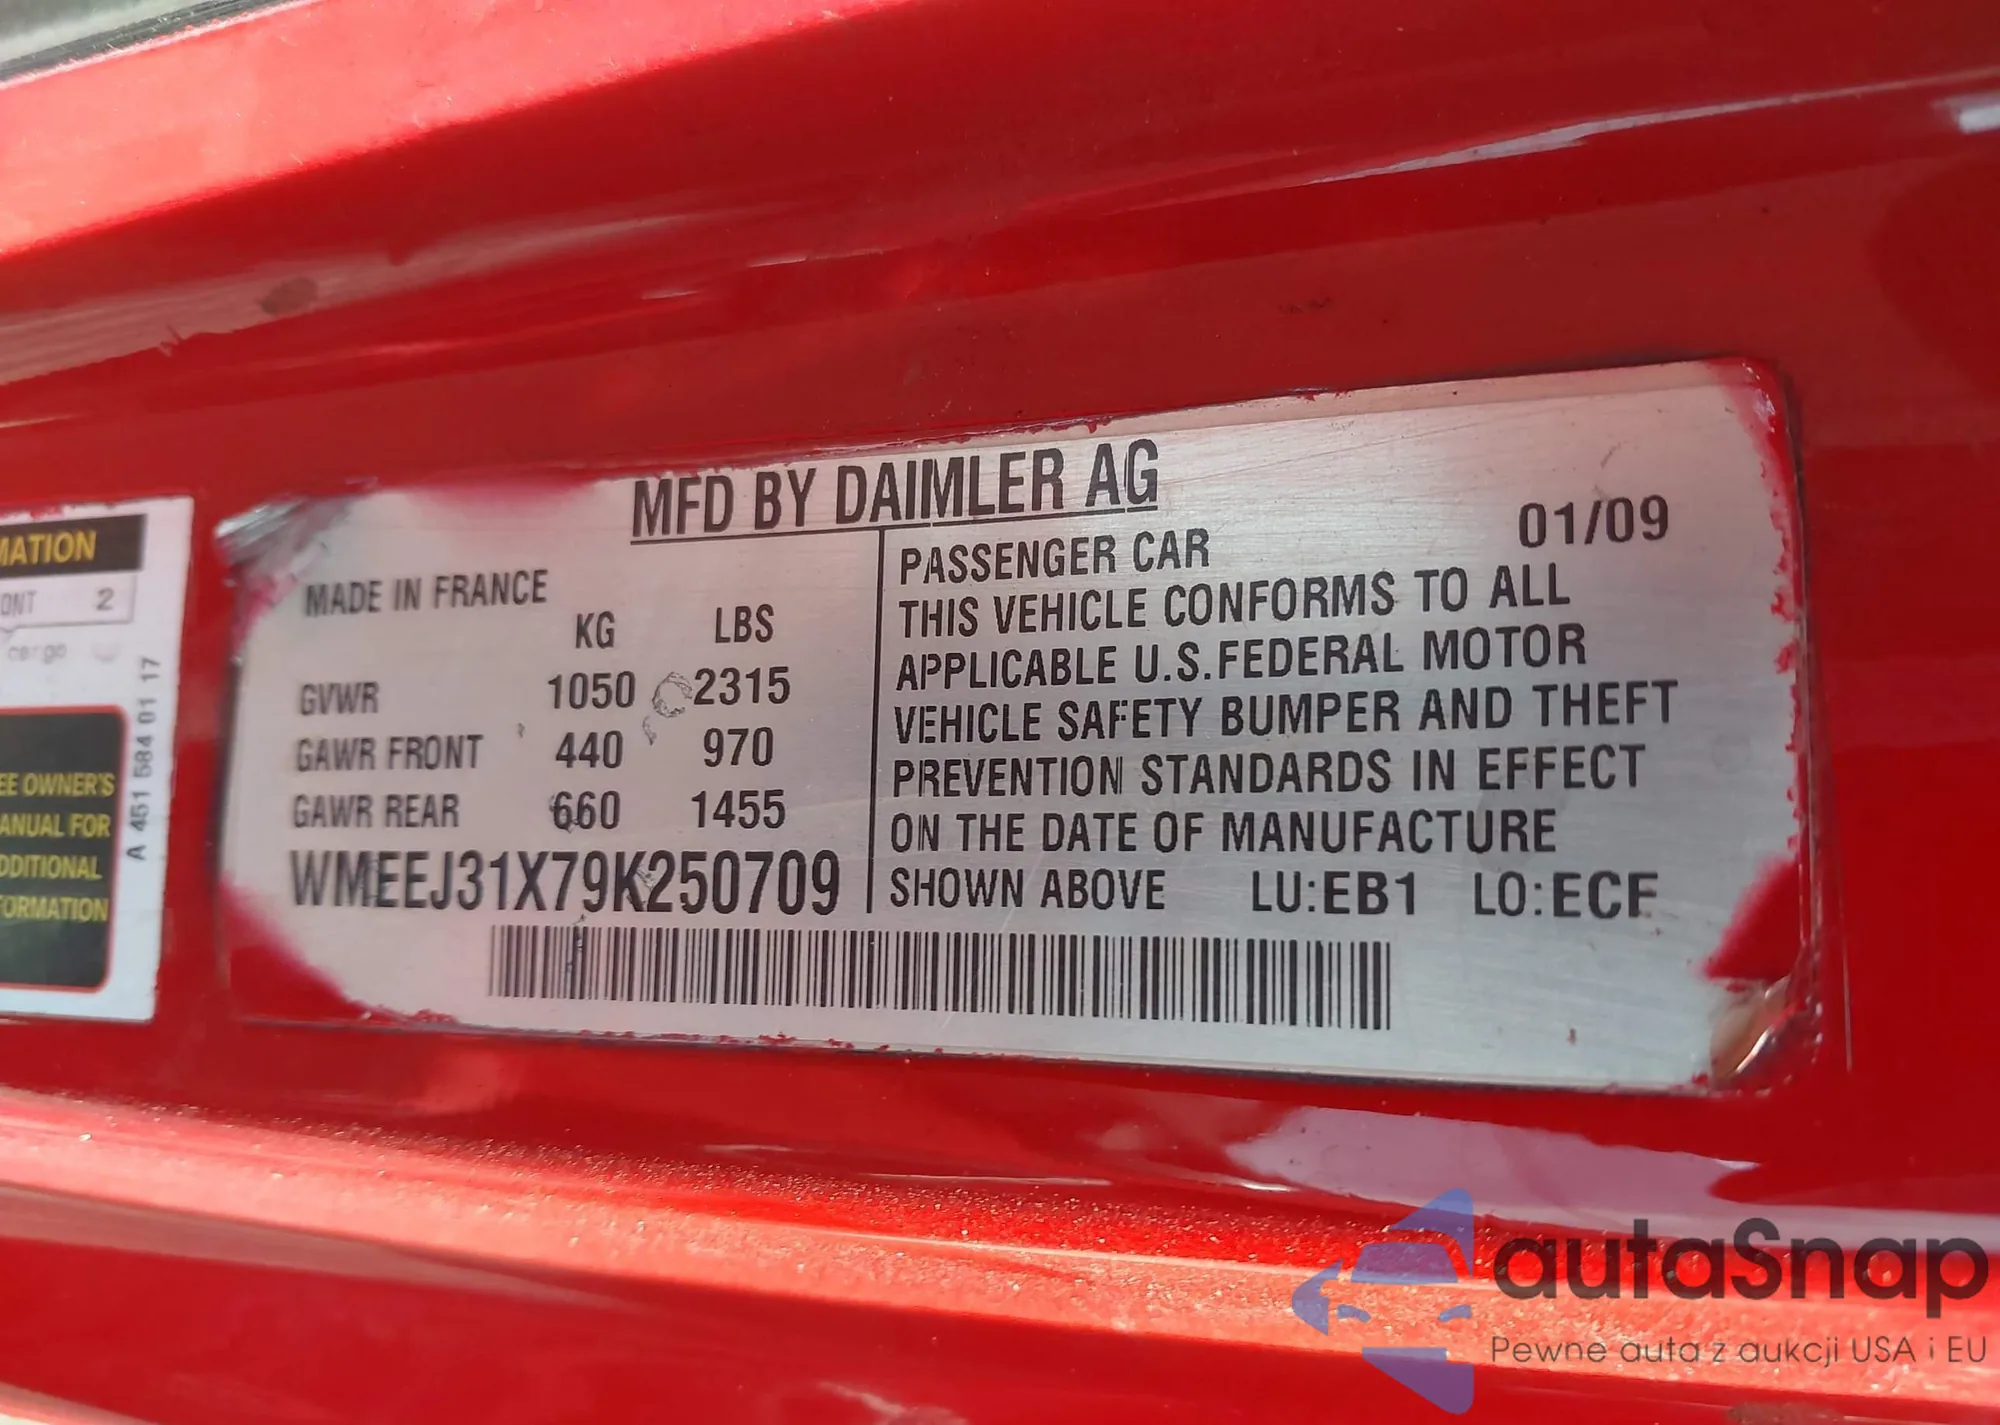 MATION
ONT 2
cargo
EE OWNER'S
ANUAL FOR
DDITIONAL
FORMATION
A 451 584 01 17
MFD BY DAIMLER AG
MADE IN FRANCE
KG LBS
GVWR 1050 2315
GAWR FRONT 440 970
GAWR REAR 660 1455
WMEEJ31X79K250709
01/09
PASSENGER CAR
THIS VEHICLE CONFORMS TO ALL
APPLICABLE U.S.FEDERAL MOTOR
VEHICLE SAFETY BUMPER AND THEFT
PREVENTION STANDARDS IN EFFECT
ON THE DATE OF MANUFACTURE
SHOWN ABOVE LU:EB1 LO:ECF
autaSnap
Pewne auta z aukcji USA i EU